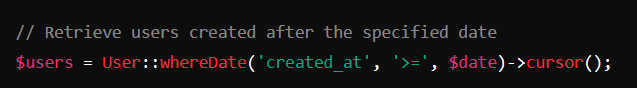 // Retrieve users created after the specified date
$users = User::whereDate('created_at', '>=', $date)->cursor();